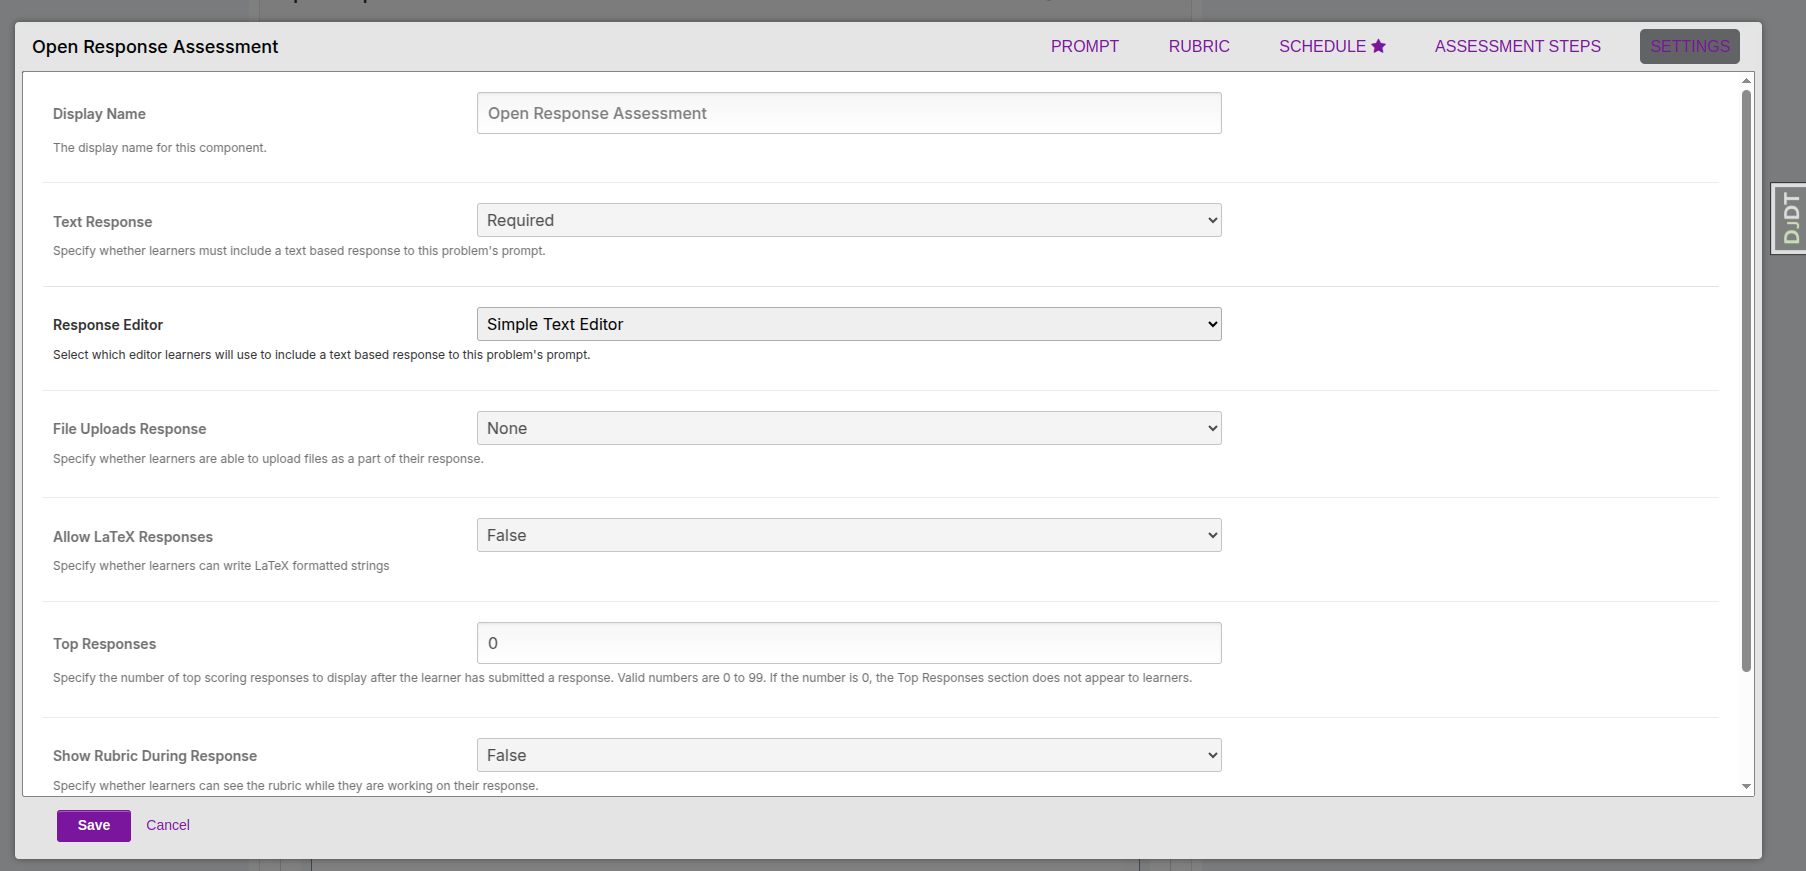 Open Response Assessment
PROMPT
RUBRIC
SCHEDULE
ASSESSMENT STEPS
SETTINGS
Display Name
Open Response Assessment
The display name for this component.
Text Response
Required
Specify whether learners must include a text based response to this problem's prompt.
Response Editor
Simple Text Editor
Select which editor learners will use to include a text based response to this problem's prompt.
File Uploads Response
None
Specify whether learners are able to upload files as a part of their response.
Allow LaTeX Responses
False
Specify whether learners can write LaTeX formatted strings
Top Responses
0
Specify the number of top scoring responses to display after the learner has submitted a response. Valid numbers are 0 to 99. If the number is 0, the Top Responses section does not appear to learners.
Show Rubric During Response
False
Specify whether learners can see the rubric while they are working on their response.
Save
Cancel
DJDT